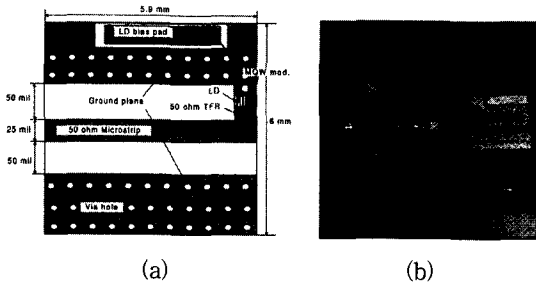 5.9 mm
LD bias pad
MQW mod.
50 mil
LD
Ground plane
50 ohm TFR
6 mm
25 mil
50 ohm Microstrip
50 mil
Via hole
(a)
(b)